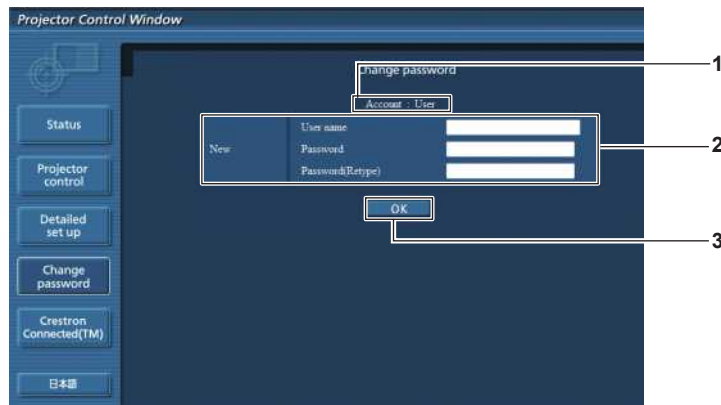 Projector Control Window
Change password
Account : User
New
User name
Password
Password(Retype)
OK
Status
Projector
control
Detailed
set up
Change
password
Crestron
Connected(TM)
日本語
1
2
3